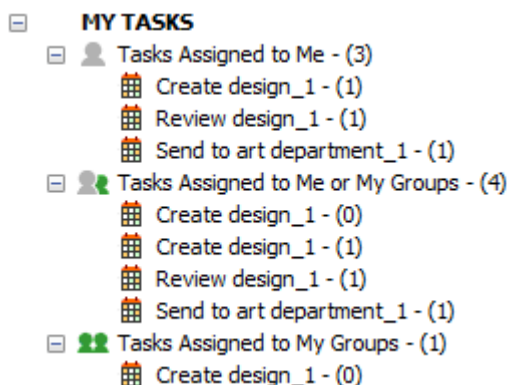 MY TASKS
Tasks Assigned to Me - (3)
Create design_1 - (1)
Review design_1 - (1)
Send to art department_1 - (1)
Tasks Assigned to Me or My Groups - (4)
Create design_1 - (0)
Create design_1 - (1)
Review design_1 - (1)
Send to art department_1 - (1)
Tasks Assigned to My Groups - (1)
Create design_1 - (0)